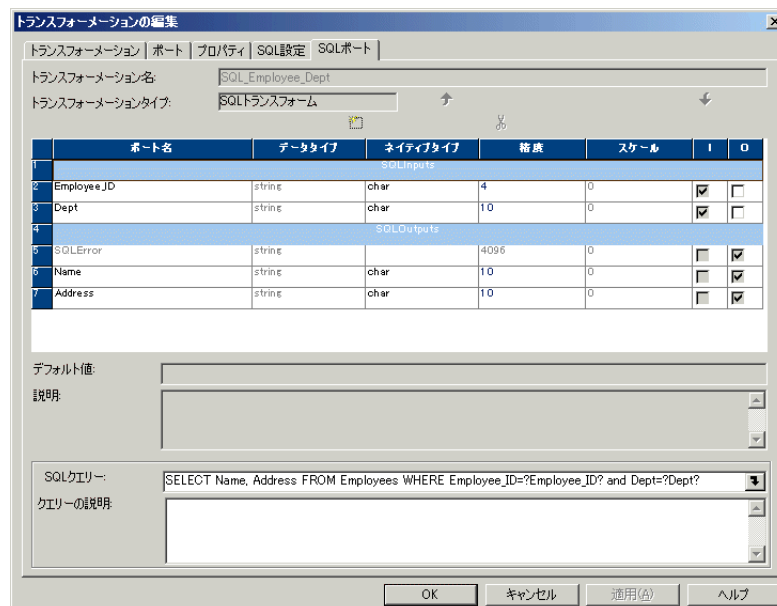 トランスフォーメーションの編集
トランスフォーメーション ポート プロパティ SQL設定 SQLポート
トランスフォーメーション名: SQL_Employee_Dept
トランスフォーメーションタイプ: SQLトランスフォーム
ポート名 データタイプ ネイティブタイプ 精度 スケール I O
1 SQLInputs
2 Employee_ID string char 4 0
3 Dept string char 10 0
4 SQLOutputs
5 SQLError string 4096 0
6 Name string char 10 0
7 Address string char 10 0
デフォルト値:
説明:
SQLクエリー: SELECT Name, Address FROM Employees WHERE Employee_ID=?Employee_ID? and Dept=?Dept?
クエリーの説明:
OK キャンセル 適用(A) ヘルプ